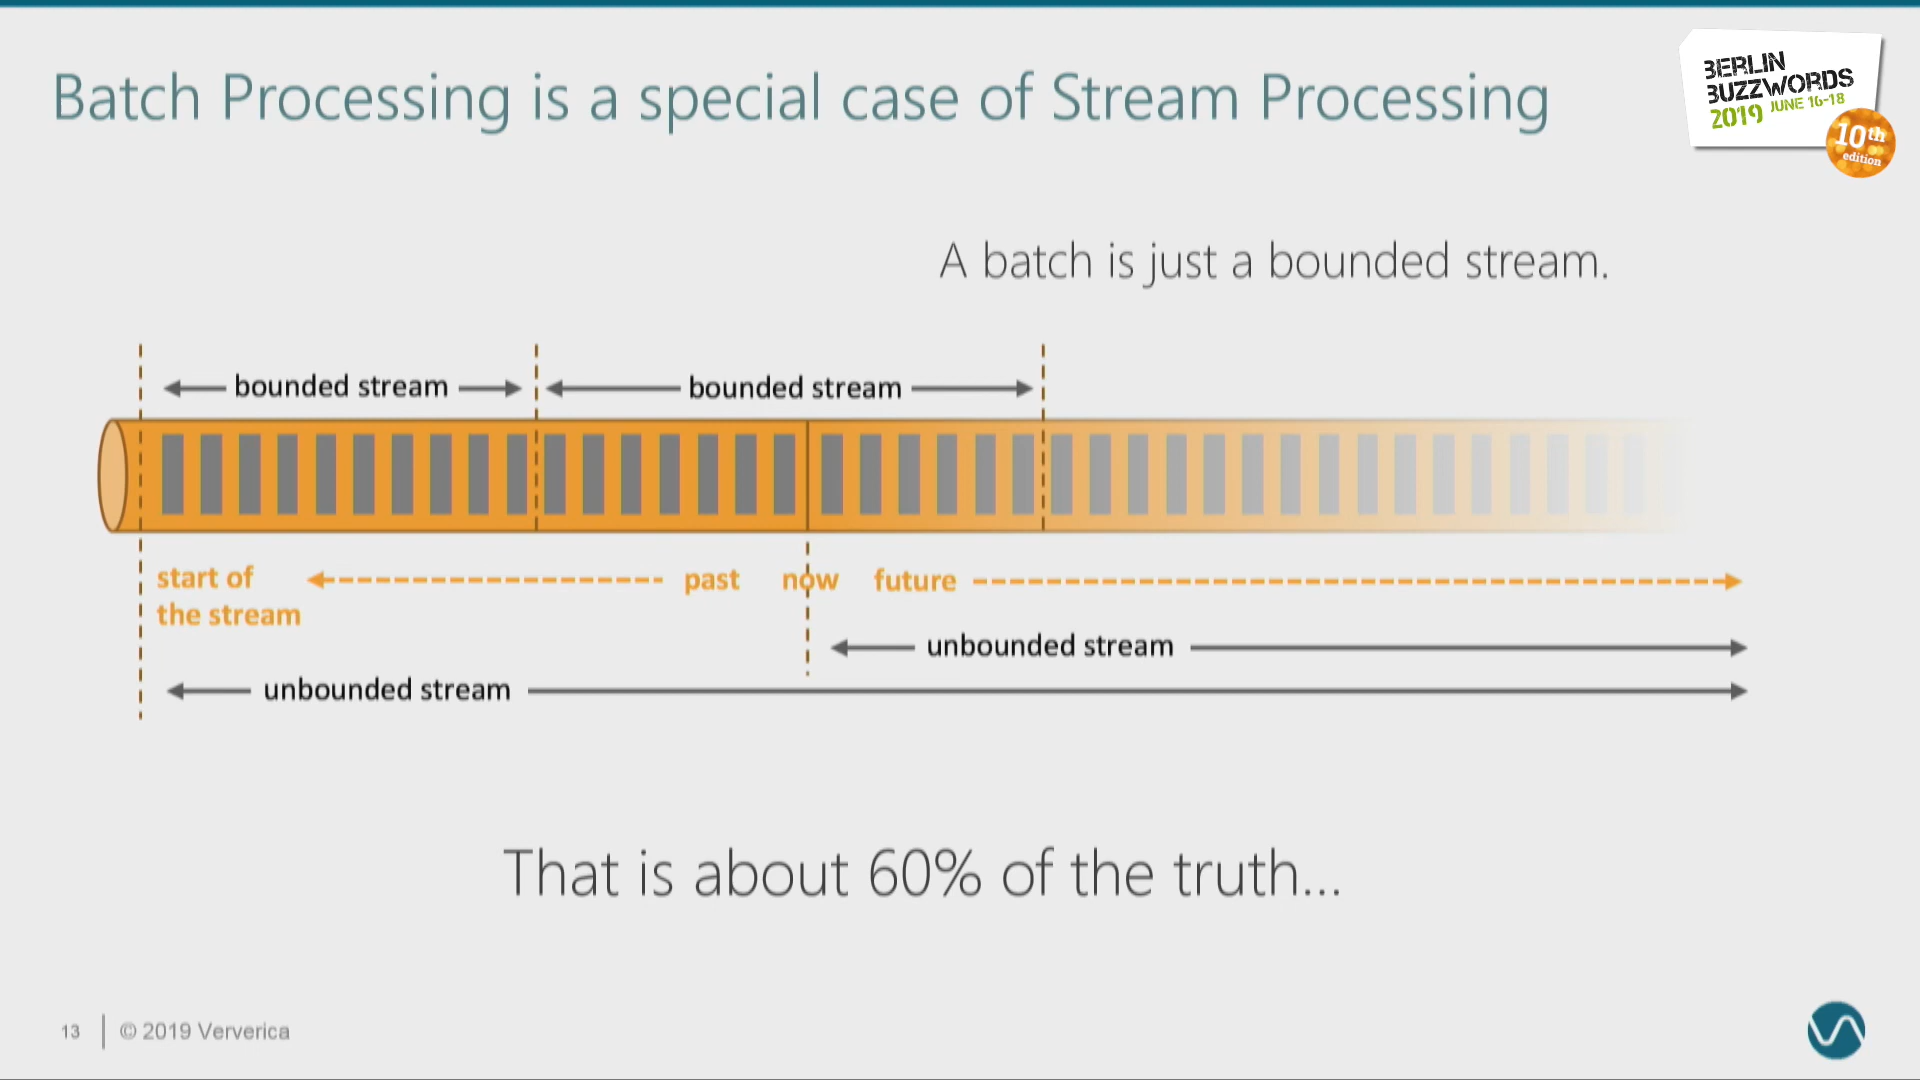 Batch Processing is a special case of Stream Processing
BERLIN
BUZZWORDS
2019 JUNE 16-18
10th
edition
A batch is just a bounded stream.
bounded stream
bounded stream
start of
the stream
past
now
future
unbounded stream
unbounded stream
That is about 60% of the truth...
13
© 2019 Ververica